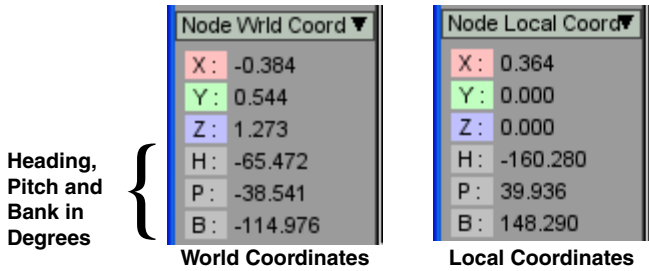 Node Wrld Coord
X: -0.384
Y: 0.544
Z: 1.273
H: -65.472
P: -38.541
B: -114.976
World Coordinates
Heading,
Pitch and
Bank in
Degrees
Node Local Coord
X: 0.364
Y: 0.000
Z: 0.000
H: -160.280
P: 39.936
B: 148.290
Local Coordinates